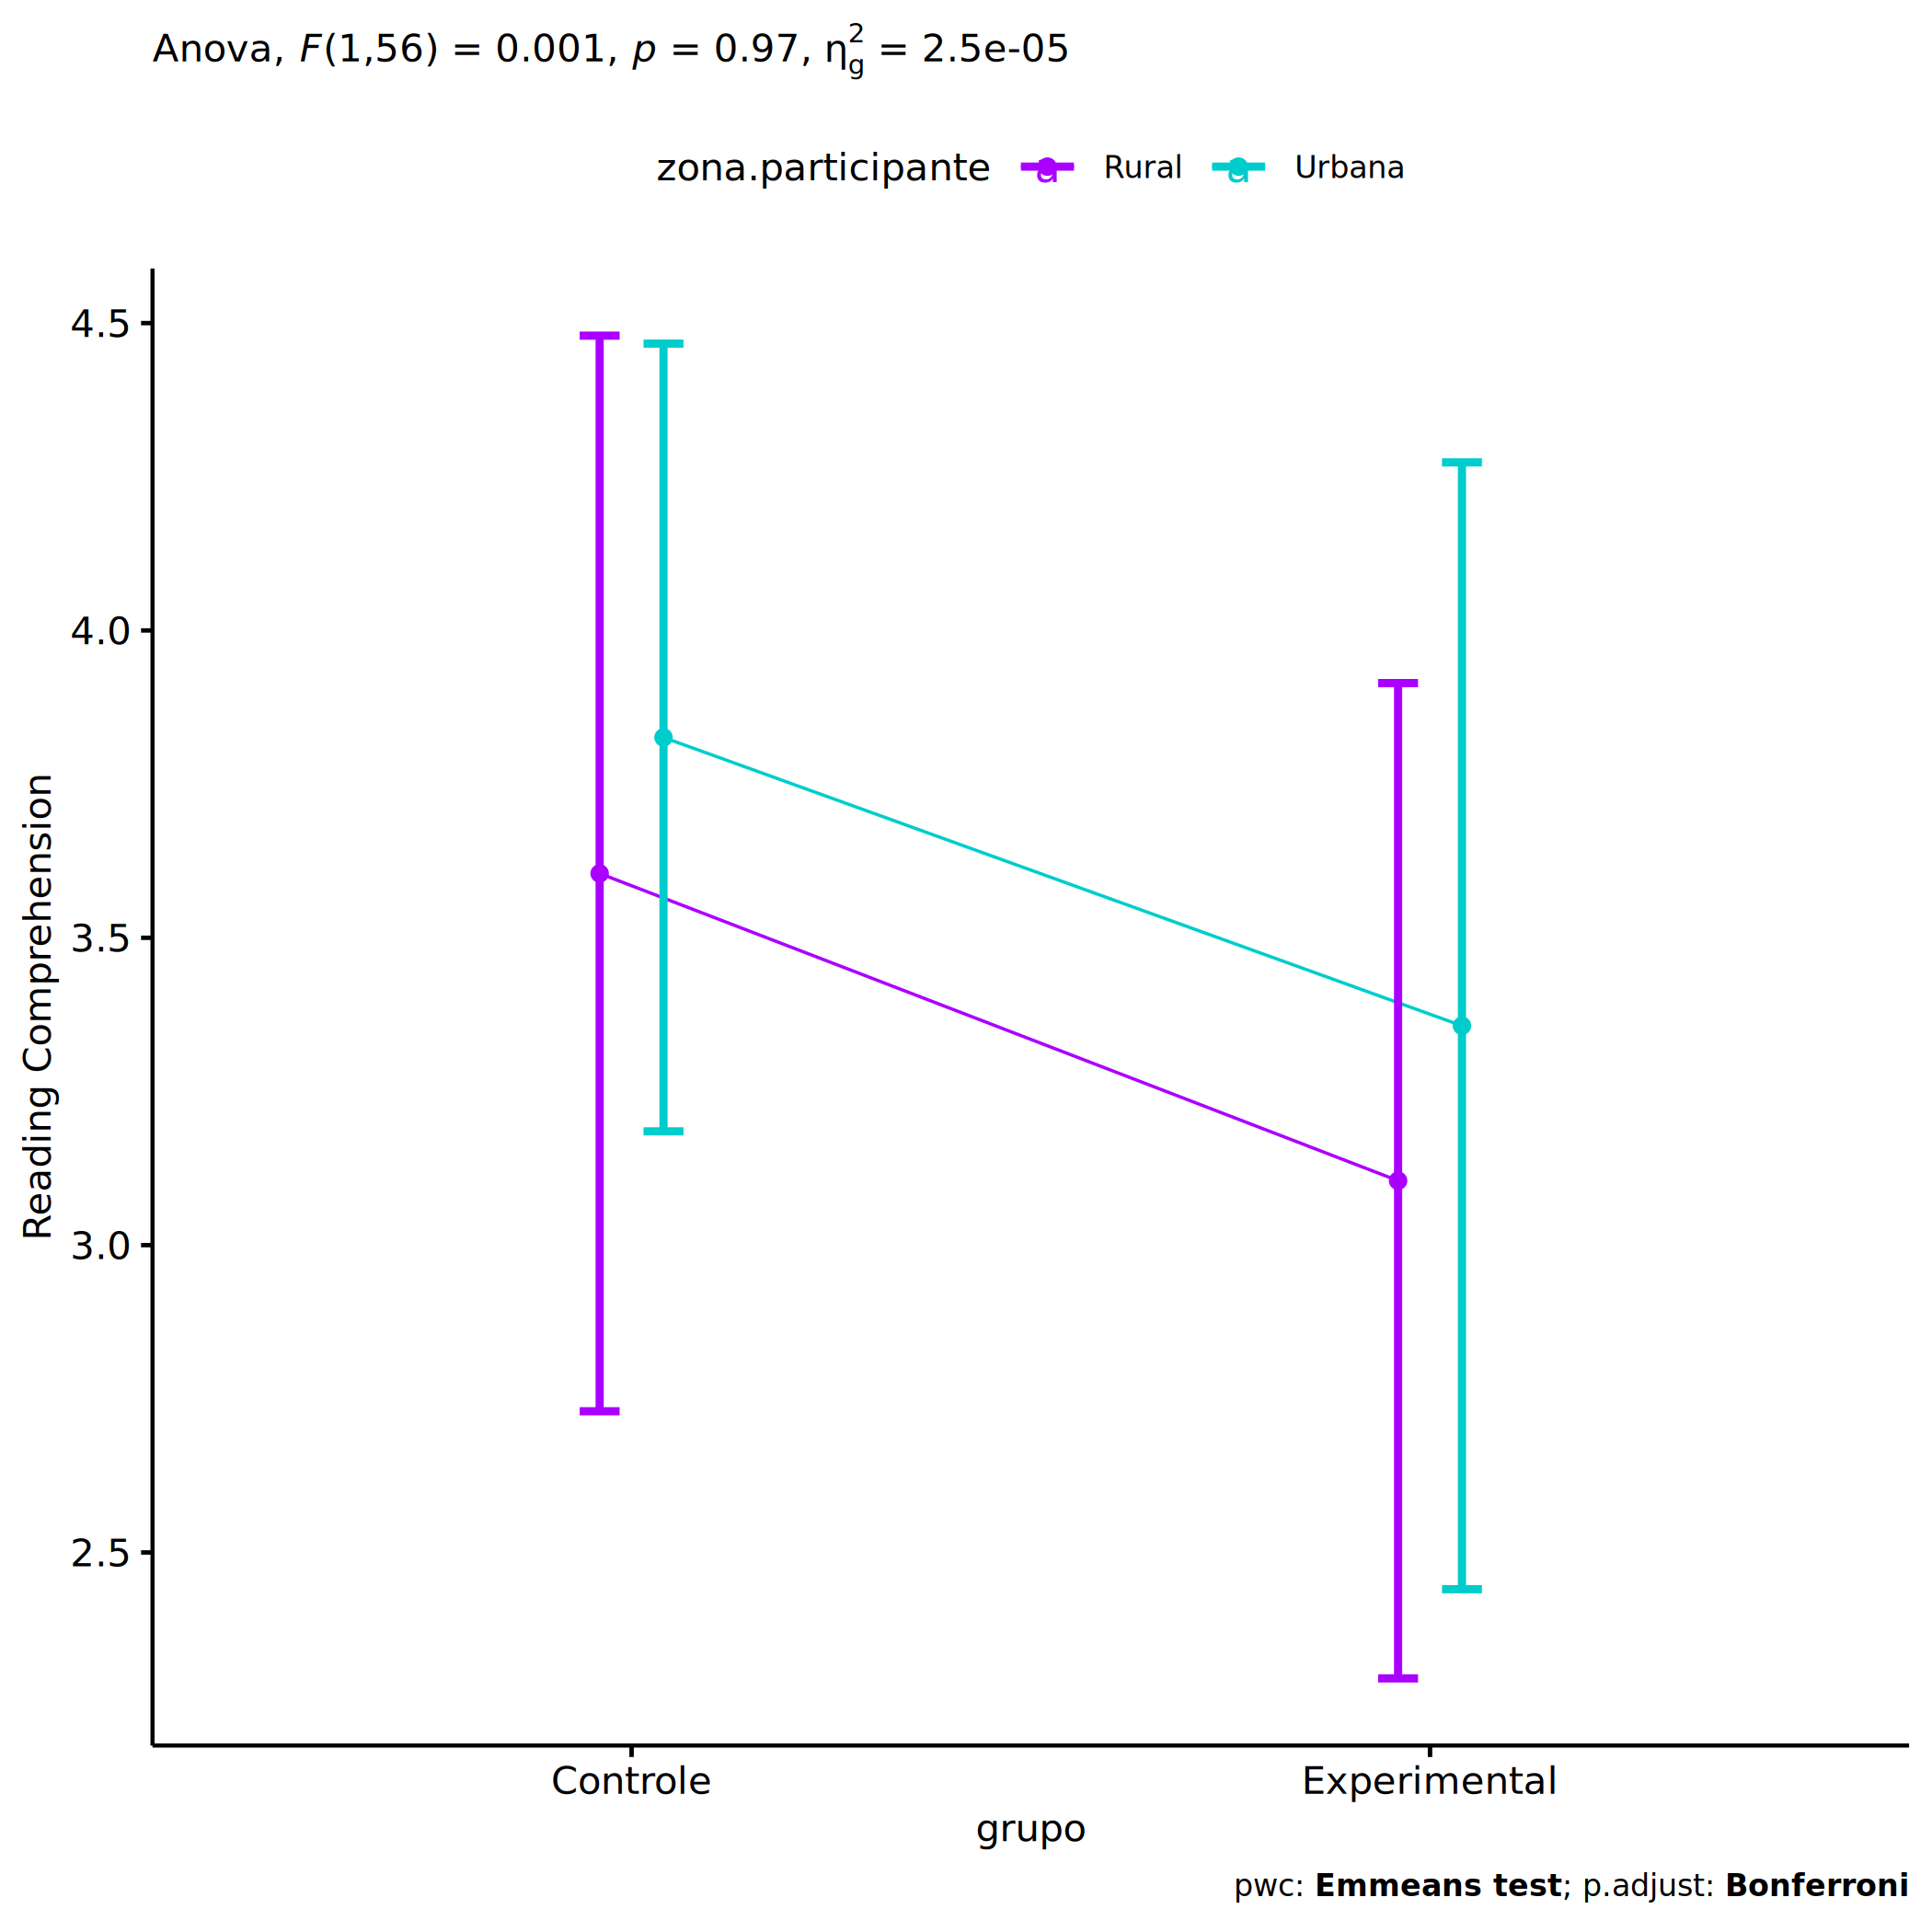 Anova, F(1,56) = 0.001, p = 0.97, η²g = 2.5e-05
zona.participante a Rural a Urbana
4.5
4.0
3.5
3.0
2.5
Reading Comprehension
Controle Experimental
grupo
pwc: Emmeans test; p.adjust: Bonferroni